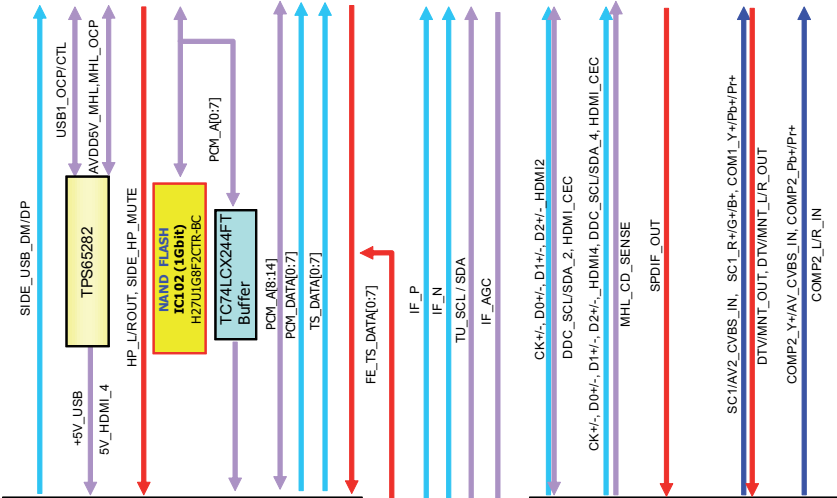 SIDE_USB_DM/DP
USB1_OCP/CTL
AVDD5V_MHL,MHL_OCP
TPS65282
+5V_USB
5V_HDMI_4
HP_L/ROUT, SIDE_HP_MUTE
NAND FLASH
IC102 (1Gbit)
H27U1G8F2CTR-BC
PCM_A[0:7]
TC74LCX244FT
Buffer
PCM_A[8:14]
PCM_DATA[0:7]
TS_DATA[0:7]
FE_TS_DATA[0:7]
IF_P
IF_N
TU_SCL / SDA
IF_AGC
CK+/-, D0+/-, D1+/-, D2+/-_HDMI2
DDC_SCL/SDA_2, HDMI_CEC
CK+/-, D0+/-, D1+/-, D2+/-_HDMI4, DDC_SCL/SDA_4, HDMI_CEC
MHL_CD_SENSE
SPDIF_OUT
SC1/AV2_CVBS_IN, SC1_R+/G+/B+, COM1_Y+/Pb+/Pr+
DTV/MNT_OUT, DTV/MNT_L/R_OUT
COMP2_Y+/AV_CVBS_IN, COMP2_Pb+/Pr+
COMP2_L/R_IN